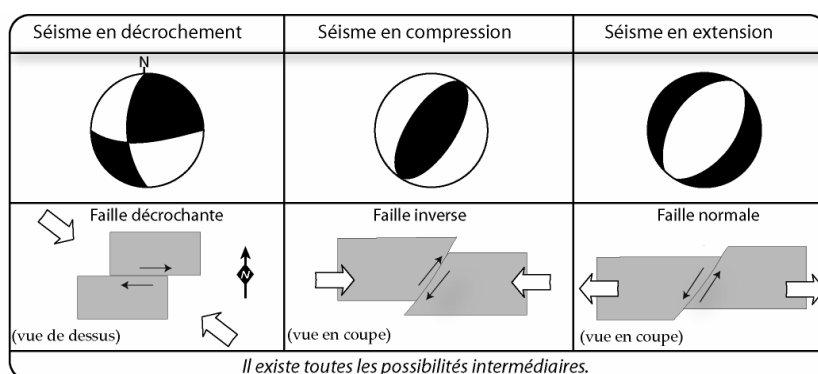 Séisme en décrochement
Séisme en compression
Séisme en extension
N
Faille décrochante
Faille inverse
Faille normale
N
(vue de dessus)
(vue en coupe)
(vue en coupe)
Il existe toutes les possibilités intermédiaires.